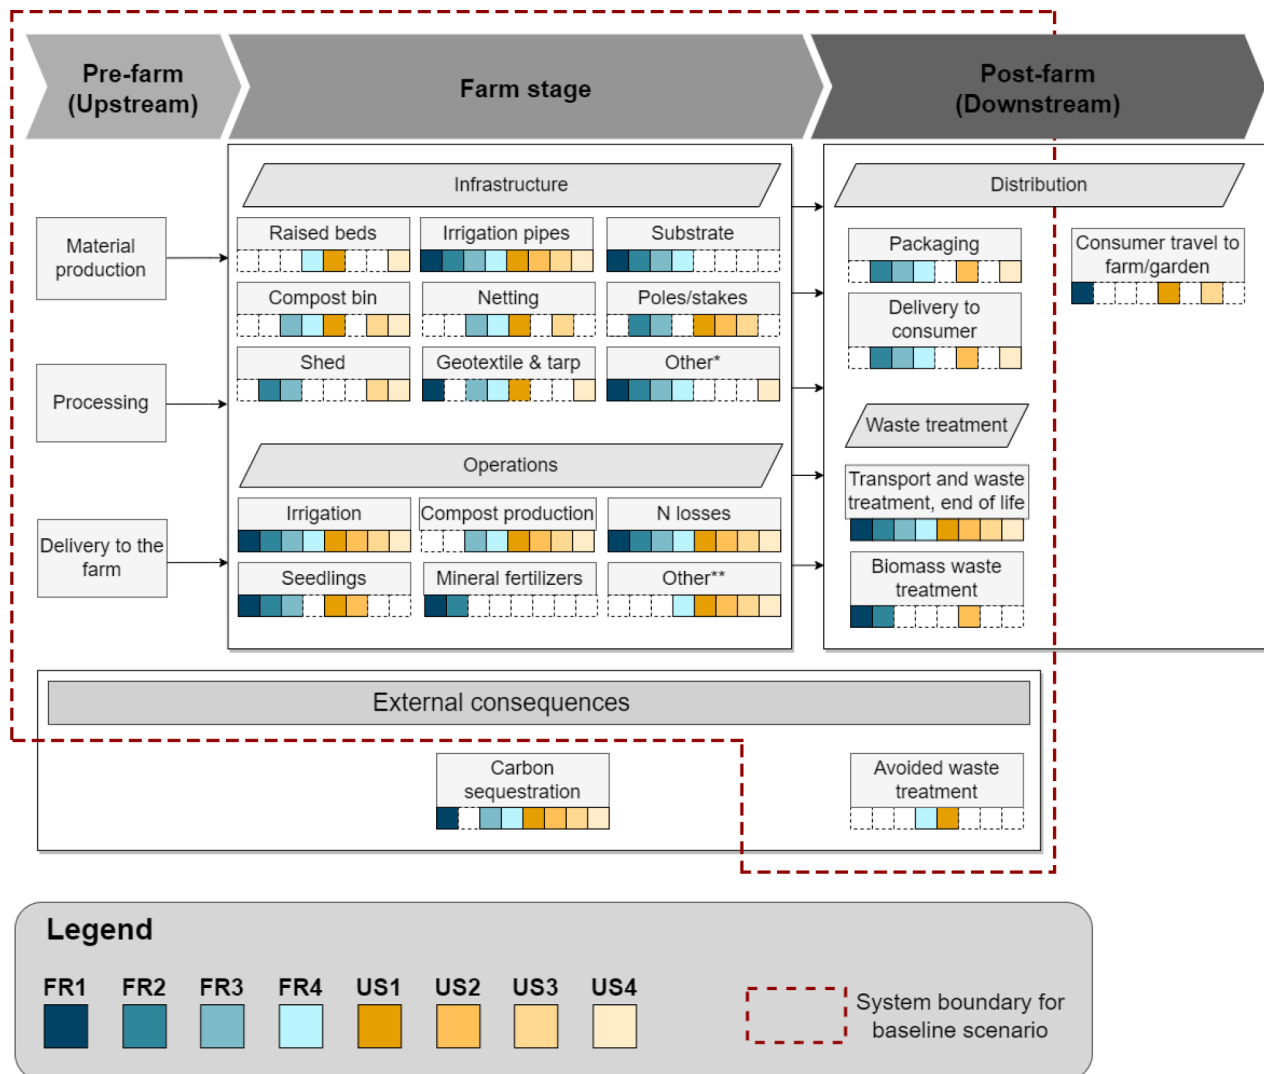 Pre-farm
(Upstream)
Farm stage
Post-farm
(Downstream)
Material
production
Processing
Delivery to the
farm
Infrastructure
Raised beds
Irrigation pipes
Substrate
Compost bin
Netting
Poles/stakes
Shed
Geotextile & tarp
Other*
Operations
Irrigation
Compost production
N losses
Seedlings
Mineral fertilizers
Other**
Distribution
Packaging
Consumer travel to
farm/garden
Delivery to
consumer
Waste treatment
Transport and waste
treatment, end of life
Biomass waste
treatment
External consequences
Carbon
sequestration
Avoided waste
treatment
Legend
FR1 FR2 FR3 FR4 US1 US2 US3 US4
System boundary for
baseline scenario